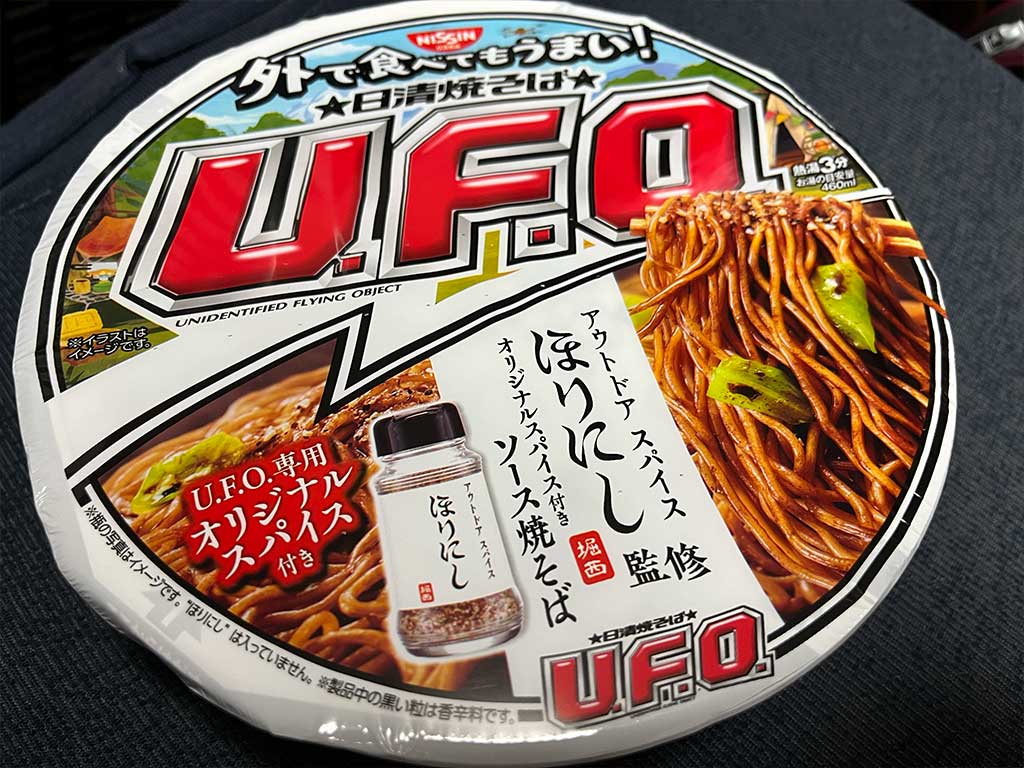 NISSIN
日清食品
外で食べてもうまい!
★日清焼そば★
U.F.O.
UNIDENTIFIED FLYING OBJECT
熱湯3分
お湯の目安量
460ml
※イラストは
イメージです。
アウトドア スパイス
ほりにし
堀西
監修
オリジナルスパイス付き
ソース焼そば
U.F.O.専用
オリジナル
スパイス
付き
アウトドア スパイス
ほりにし
堀西
※瓶の写真はイメージです。"ほりにし"は入っていません。※製品中の黒い粒は香辛料です。
★日清焼そば★
U.F.O.